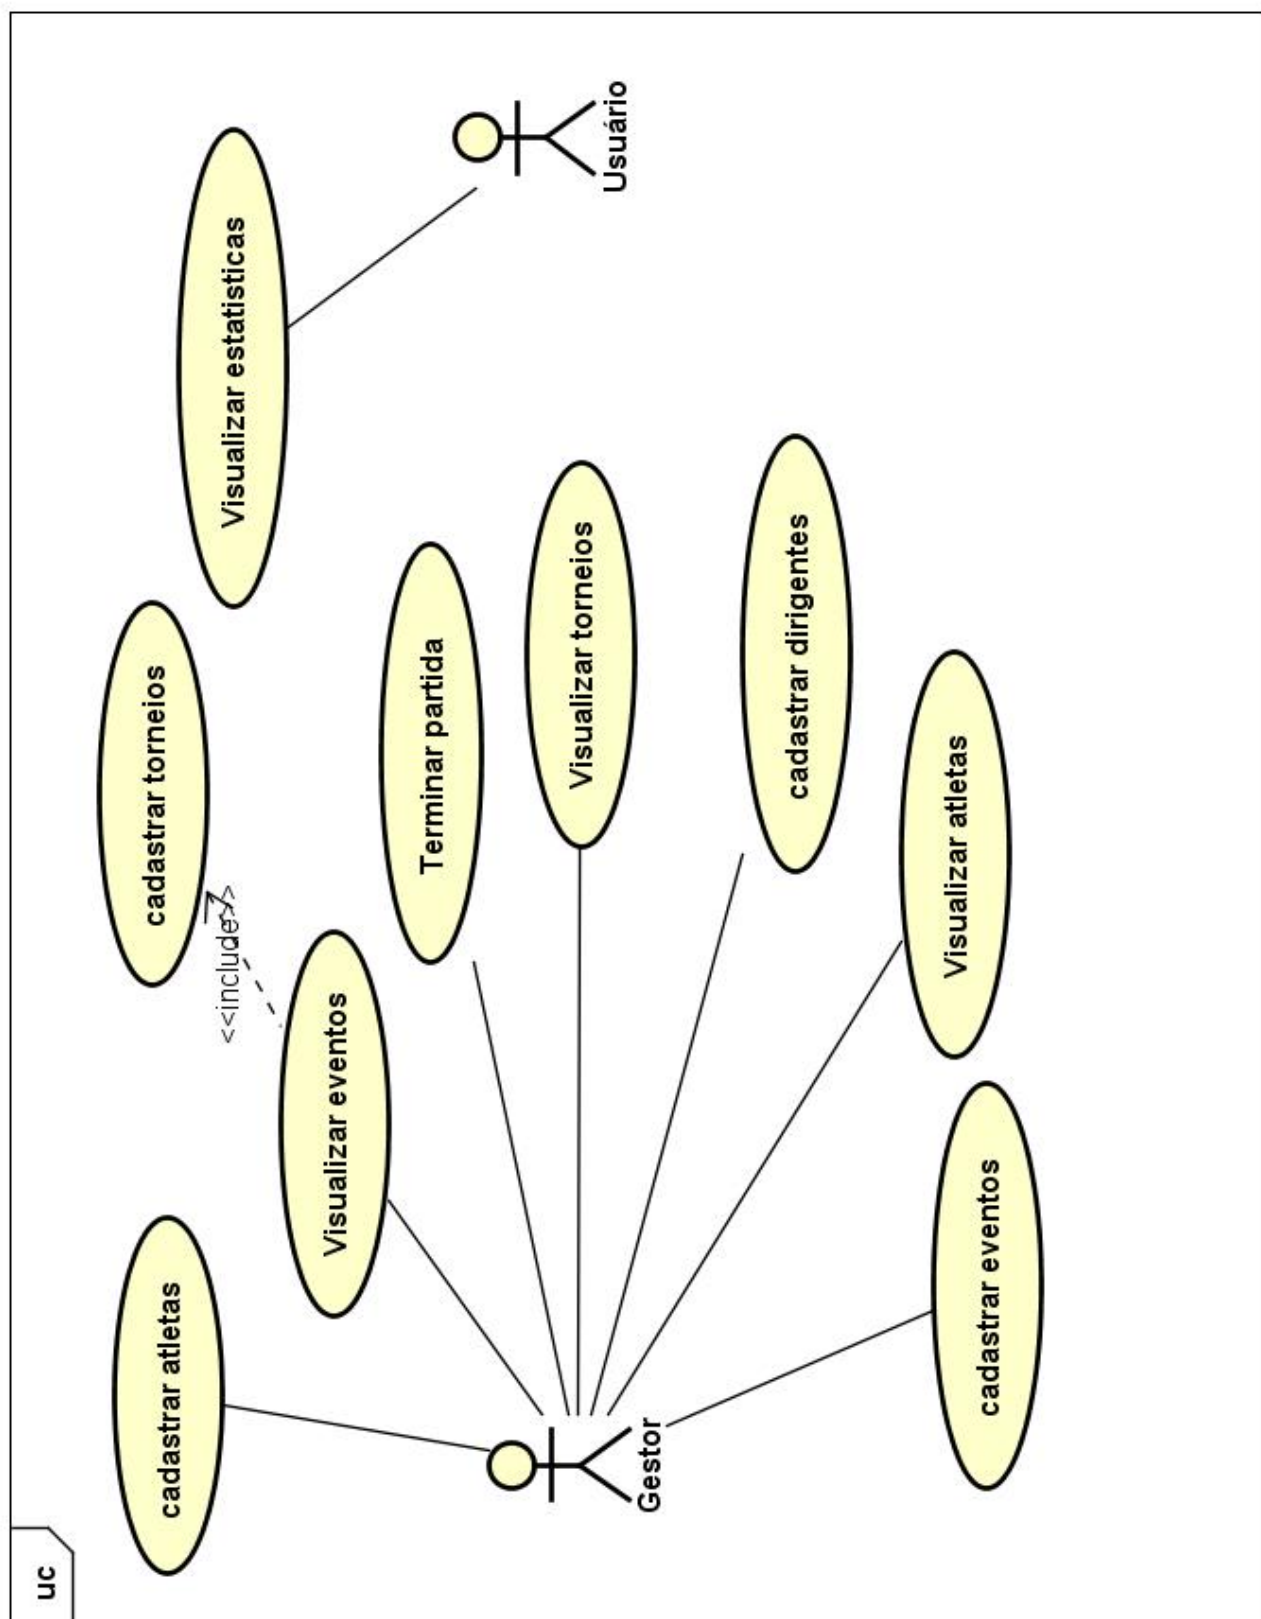 uc
cadastrar atletas
Visualizar eventos
<<include>>
cadastrar torneios
Visualizar estatisticas
Terminar partida
Visualizar torneios
cadastrar dirigentes
Visualizar atletas
cadastrar eventos
Gestor
Usuário